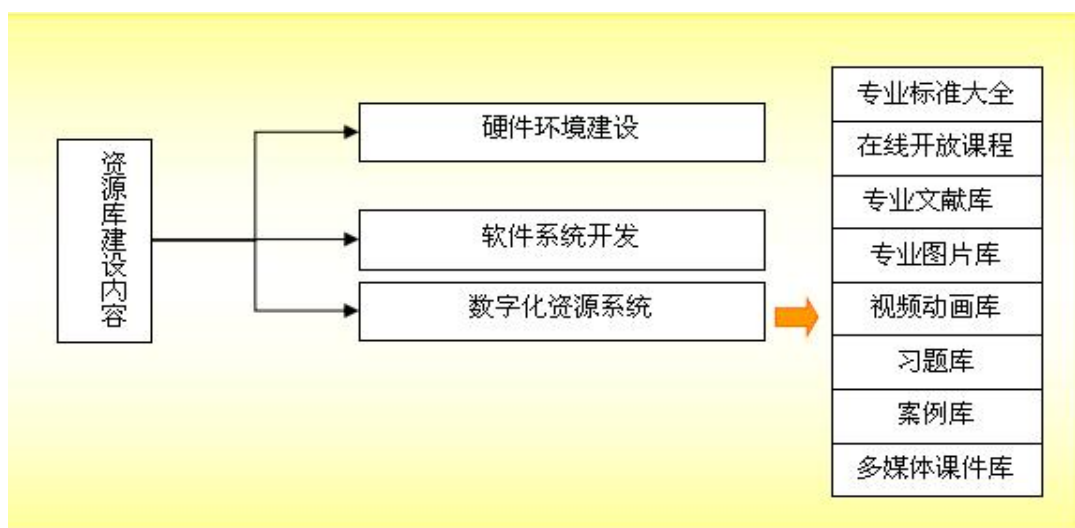 资源库建设内容
硬件环境建设
软件系统开发
数字化资源系统
专业标准大全
在线开放课程
专业文献库
专业图片库
视频动画库
习题库
案例库
多媒体课件库